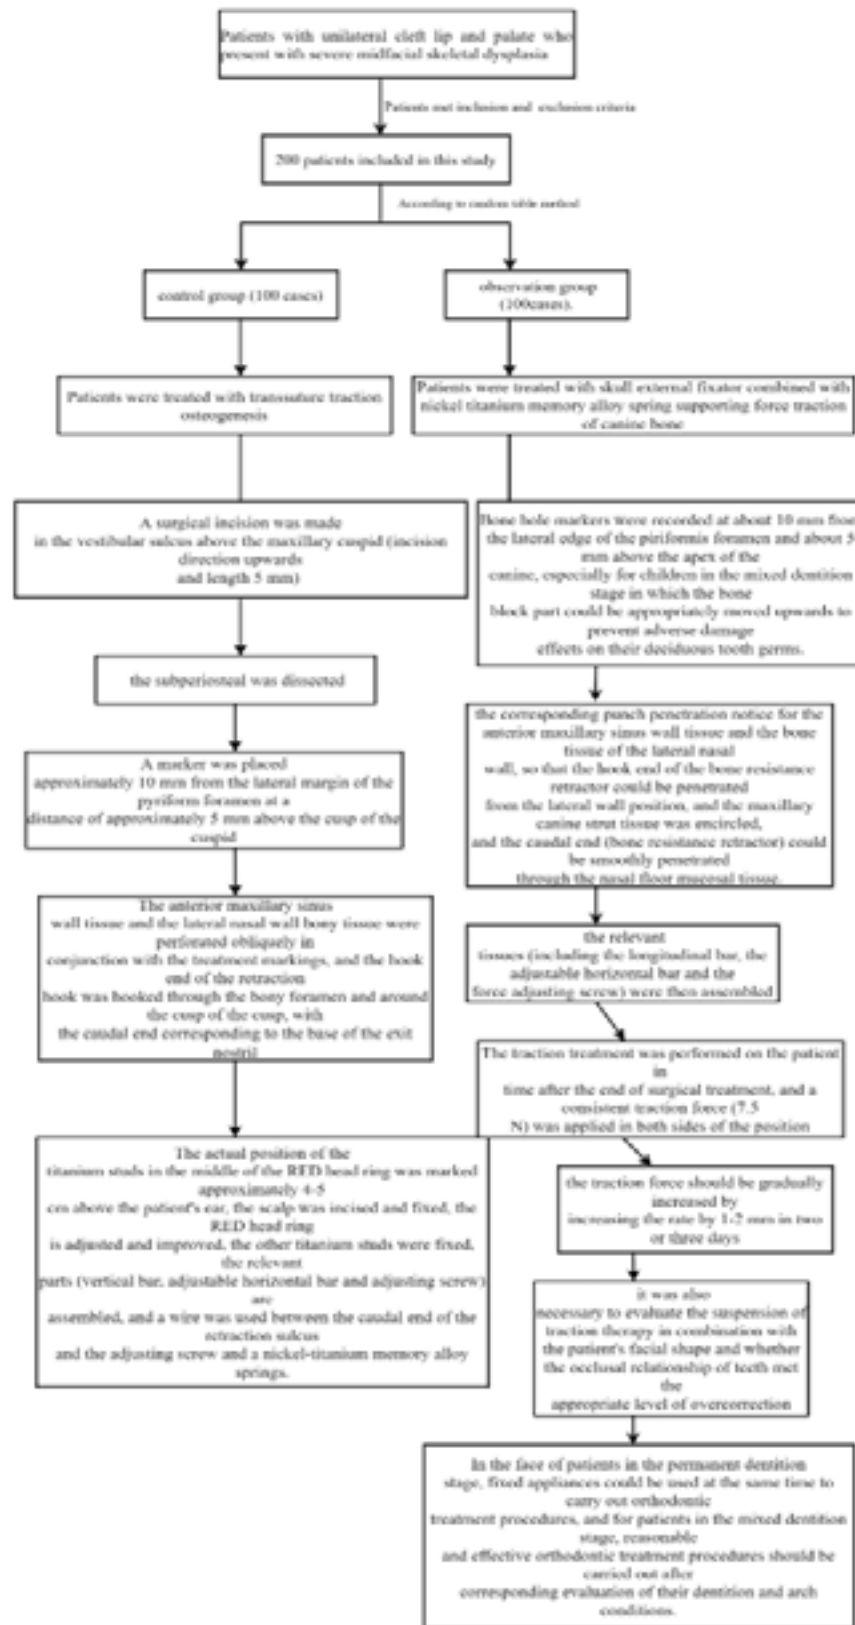 Patients with unilateral cleft lip and palate who
present with severe midfacial skeletal dysplasia
Patients met inclusion and exclusion criteria
200 patients included in this study
According to random table method
control group (100 cases)
observation group
(100cases).
Patients were treated with transsuture traction
osteogenesis
Patients were treated with skull external fixator combined with
nickel titanium memory alloy spring supporting force traction
of canine bone
A surgical incision was made
in the vestibular sulcus above the maxillary cuspid (incision
direction upwards
and length 5 mm)
the subperiosteal was dissected
A marker was placed
approximately 10 mm from the lateral margin of the
pyriform foramen at a
distance of approximately 5 mm above the cusp of the
cuspid
The anterior maxillary sinus
wall tissue and the lateral nasal wall bony tissue were
perforated obliquely in
conjunction with the treatment markings, and the hook
end of the retraction
hook was hooked through the bony foramen and around
the cusp of the cusp, with
the caudal end corresponding to the base of the exit
nostril
The actual position of the
titanium studs in the middle of the RED head ring was marked
approximately 4-5
cm above the patient's ear, the scalp was incised and fixed, the
RED head ring
is adjusted and improved, the other titanium studs were fixed,
the relevant
parts (vertical bar, adjustable horizontal bar and adjusting screw)
are
assembled, and a wire was used between the caudal end of the
retraction sulcus
and the adjusting screw and a nickel-titanium memory alloy
springs.
Bone hole markers were recorded at about 10 mm from
the lateral edge of the piriformis foramen and about 5
mm above the apex of the
canine, especially for children in the mixed dentition
stage in which the bone
block part could be appropriately moved upwards to
prevent adverse damage
effects on their deciduous tooth germs.
the corresponding punch penetration notice for the
anterior maxillary sinus wall tissue and the bone
tissue of the lateral nasal
wall, so that the hook end of the bone resistance
retractor could be penetrated
from the lateral wall position, and the maxillary
canine strut tissue was encircled,
and the caudal end (bone resistance retractor) could
be smoothly penetrated
through the nasal floor mucosal tissue.
the relevant
tissues (including the longitudinal bar, the
adjustable horizontal bar and the
force adjusting screw) were then assembled
The traction treatment was performed on the patient
in
time after the end of surgical treatment, and a
consistent traction force (7.5
N) was applied in both sides of the position
the traction force should be gradually
increased by
increasing the rate by 1-2 mm in two
or three days
it was also
necessary to evaluate the suspension of
traction therapy in combination with
the patient's facial shape and whether
the occlusal relationship of teeth met
the
appropriate level of overcorrection
In the face of patients in the permanent dentition
stage, fixed appliances could be used at the same time to
carry out orthodontic
treatment procedures, and for patients in the mixed dentition
stage, reasonable
and effective orthodontic treatment procedures should be
carried out after
corresponding evaluation of their dentition and arch
conditions.